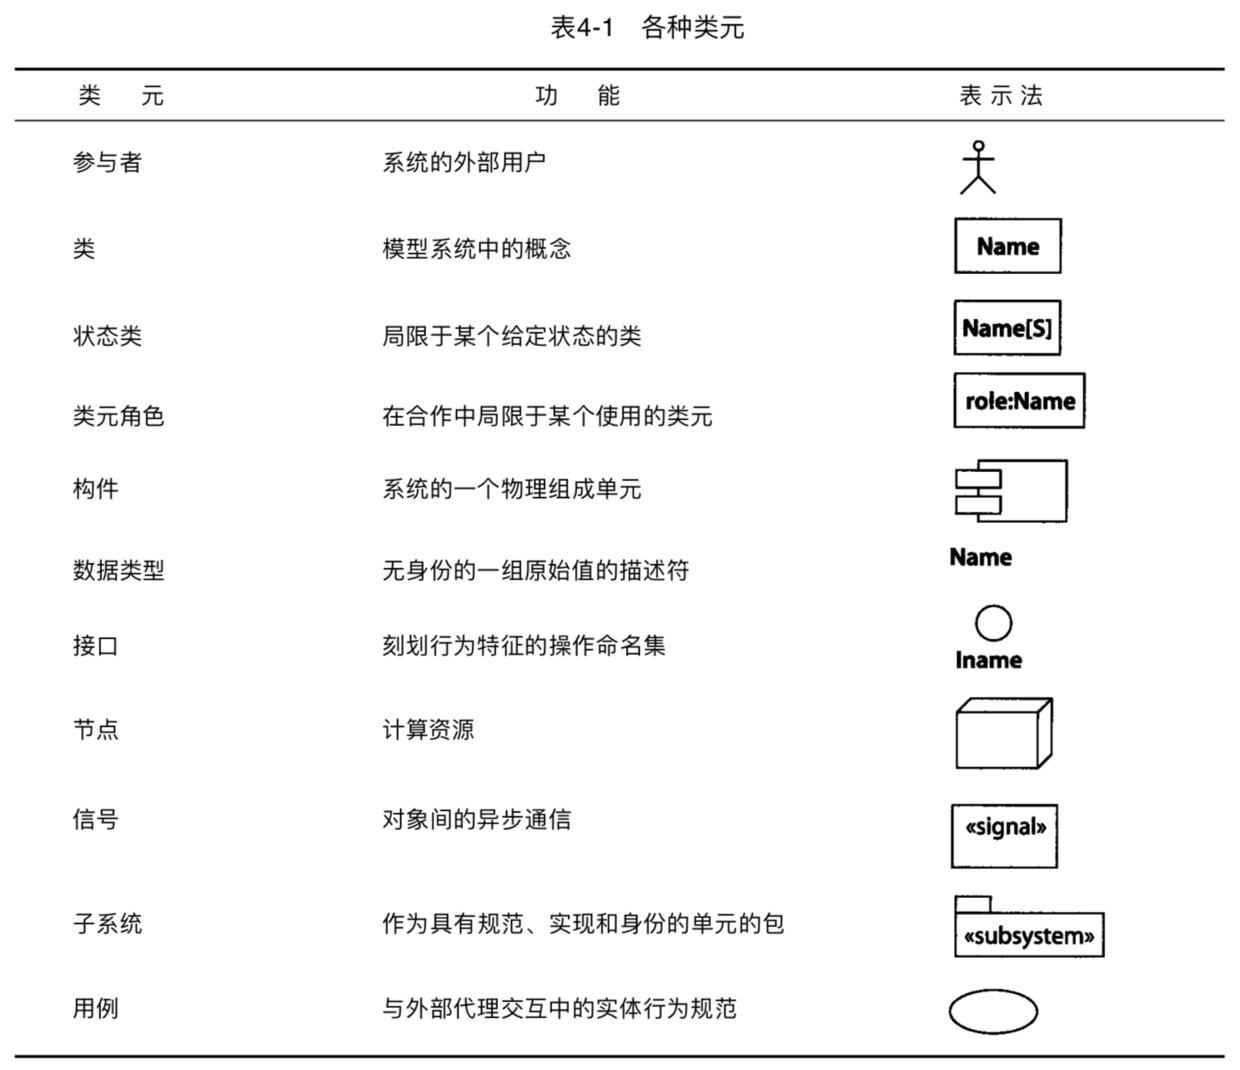 表4-1 各种类元
类 元 功 能 表 示 法
参与者 系统的外部用户
类 模型系统中的概念 Name
状态类 局限于某个给定状态的类 Name[S]
类元角色 在合作中局限于某个使用的类元 role:Name
构件 系统的一个物理组成单元
数据类型 无身份的一组原始值的描述符 Name
接口 刻划行为特征的操作命名集 Iname
节点 计算资源
信号 对象间的异步通信 «signal»
子系统 作为具有规范、实现和身份的单元的包 «subsystem»
用例 与外部代理交互中的实体行为规范